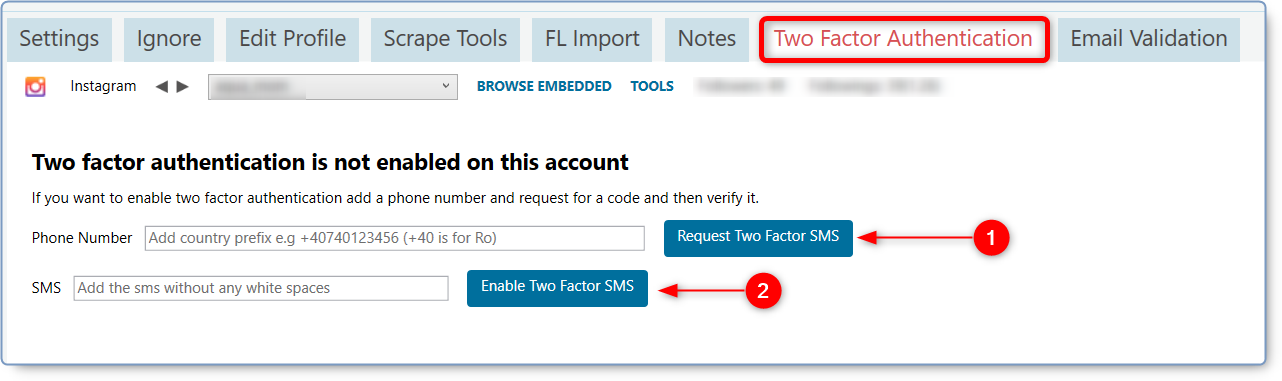 Settings Ignore Edit Profile Scrape Tools FL Import Notes Two Factor Authentication Email Validation
Instagram BROWSE EMBEDDED TOOLS
Two factor authentication is not enabled on this account
If you want to enable two factor authentication add a phone number and request for a code and then verify it.
Phone Number Add country prefix e.g +40740123456 (+40 is for Ro) Request Two Factor SMS 1
SMS Add the sms without any white spaces Enable Two Factor SMS 2